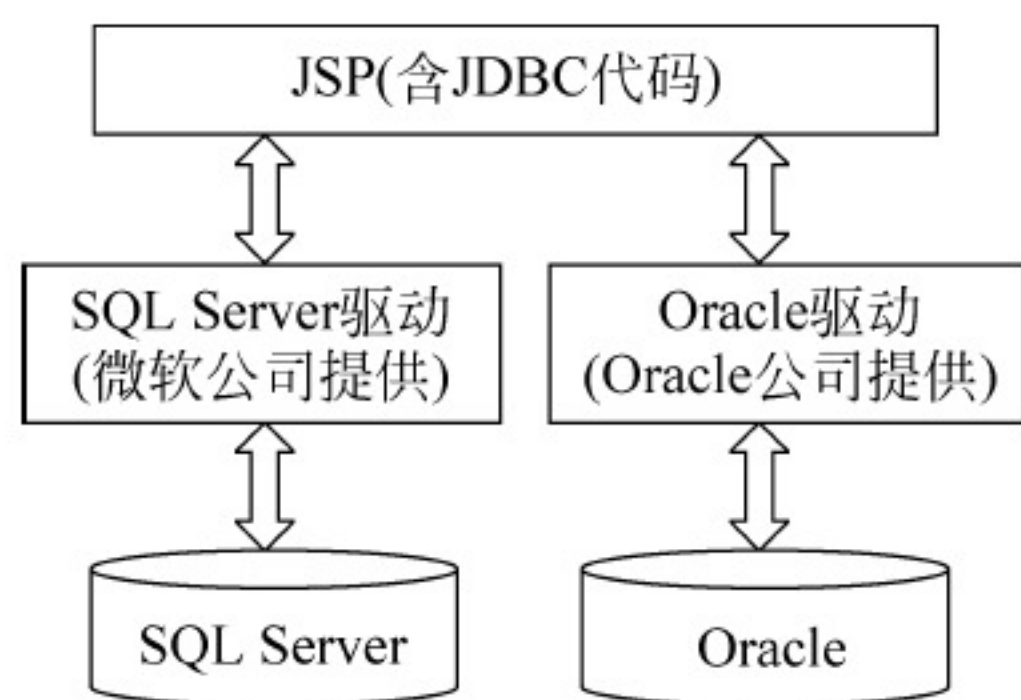 JSP(含JDBC代码)
SQL Server驱动
(微软公司提供)
Oracle驱动
(Oracle公司提供)
SQL Server
Oracle